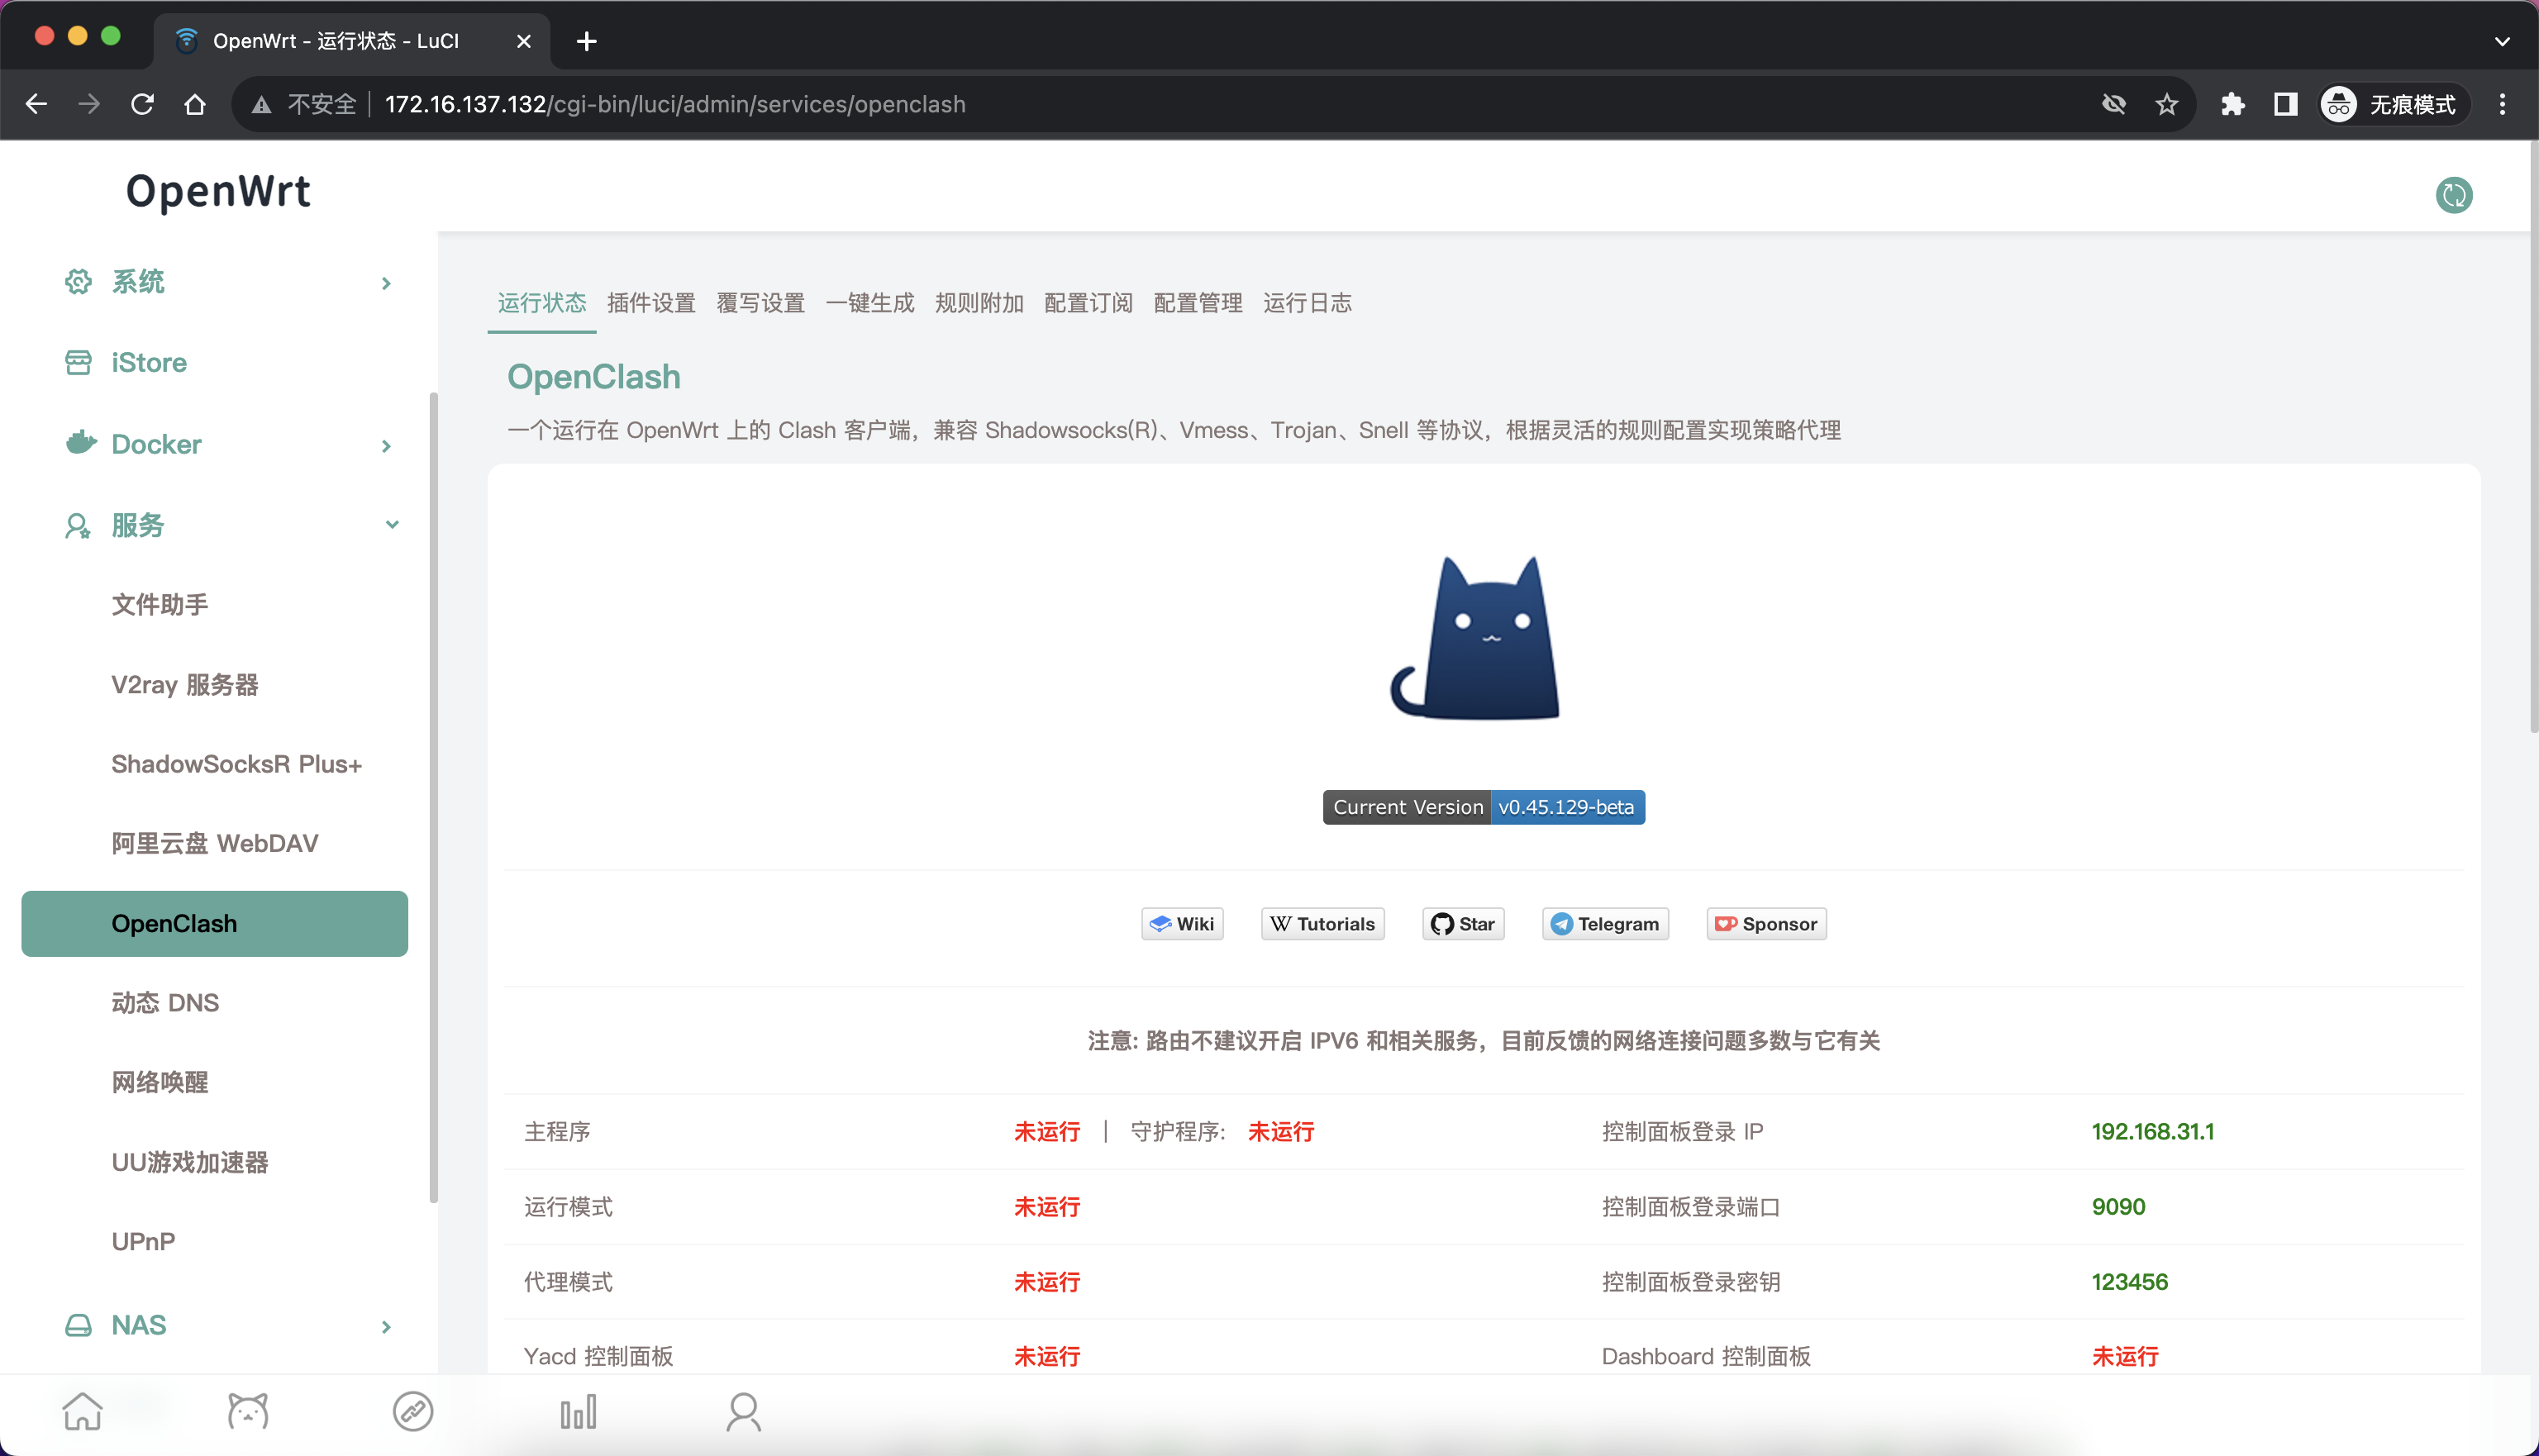 OpenWrt - 运行状态 - LuCI
不安全 172.16.137.132/cgi-bin/luci/admin/services/openclash 无痕模式
OpenWrt
系统
iStore
Docker
服务
文件助手
V2ray 服务器
ShadowSocksR Plus+
阿里云盘 WebDAV
OpenClash
动态 DNS
网络唤醒
UU游戏加速器
UPnP
NAS
运行状态 插件设置 覆写设置 一键生成 规则附加 配置订阅 配置管理 运行日志
OpenClash
一个运行在 OpenWrt 上的 Clash 客户端，兼容 Shadowsocks(R)、Vmess、Trojan、Snell 等协议，根据灵活的规则配置实现策略代理
Current Version v0.45.129-beta
Wiki Tutorials Star Telegram Sponsor
注意: 路由不建议开启 IPV6 和相关服务，目前反馈的网络连接问题多数与它有关
主程序 未运行 | 守护程序: 未运行 控制面板登录 IP 192.168.31.1
运行模式 未运行 控制面板登录端口 9090
代理模式 未运行 控制面板登录密钥 123456
Yacd 控制面板 未运行 Dashboard 控制面板 未运行